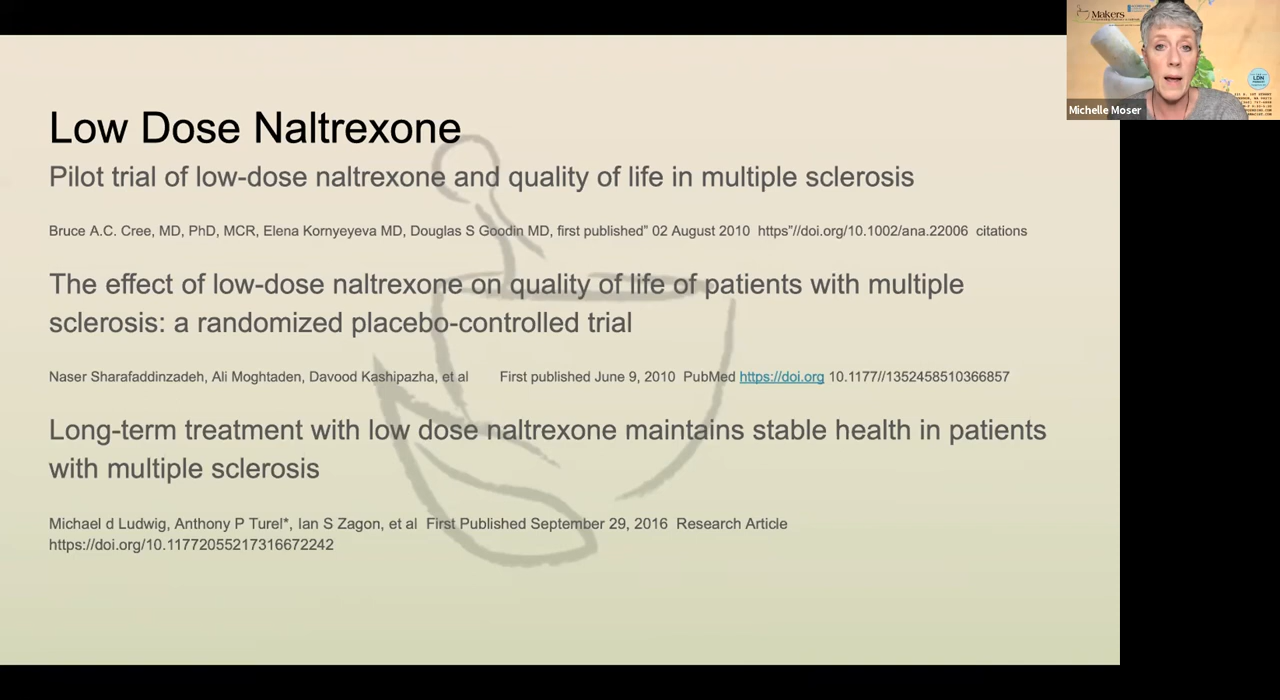 Low Dose Naltrexone
Pilot trial of low-dose naltrexone and quality of life in multiple sclerosis
Bruce A.C. Cree, MD, PhD, MCR, Elena Kornyeyeva MD, Douglas S Goodin MD, first published” 02 August 2010 https”//doi.org/10.1002/ana.22006 citations
The effect of low-dose naltrexone on quality of life of patients with multiple
sclerosis: a randomized placebo-controlled trial
Naser Sharafaddinzadeh, Ali Moghtaden, Davood Kashipazha, et al First published June 9, 2010 PubMed https://doi.org 10.1177//1352458510366857
Long-term treatment with low dose naltrexone maintains stable health in patients
with multiple sclerosis
Michael d Ludwig, Anthony P Turel*, Ian S Zagon, et al First Published September 29, 2016 Research Article
https://doi.org/10.11772055217316672242
Makers
LDN
Michelle Moser